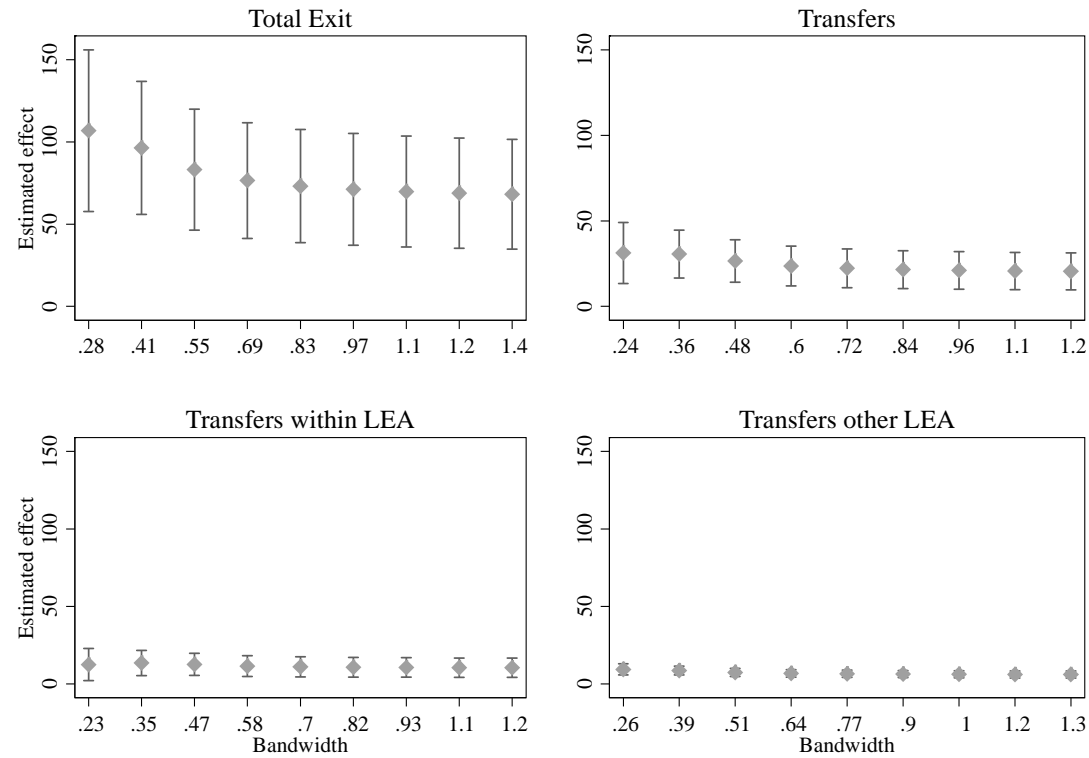 Total Exit
Estimated effect
150
100
50
0
.28 .41 .55 .69 .83 .97 1.1 1.2 1.4
Transfers
150
100
50
0
.24 .36 .48 .6 .72 .84 .96 1.1 1.2
Transfers within LEA
Estimated effect
150
100
50
0
.23 .35 .47 .58 .7 .82 .93 1.1 1.2
Bandwidth
Transfers other LEA
150
100
50
0
.26 .39 .51 .64 .77 .9 1 1.2 1.3
Bandwidth